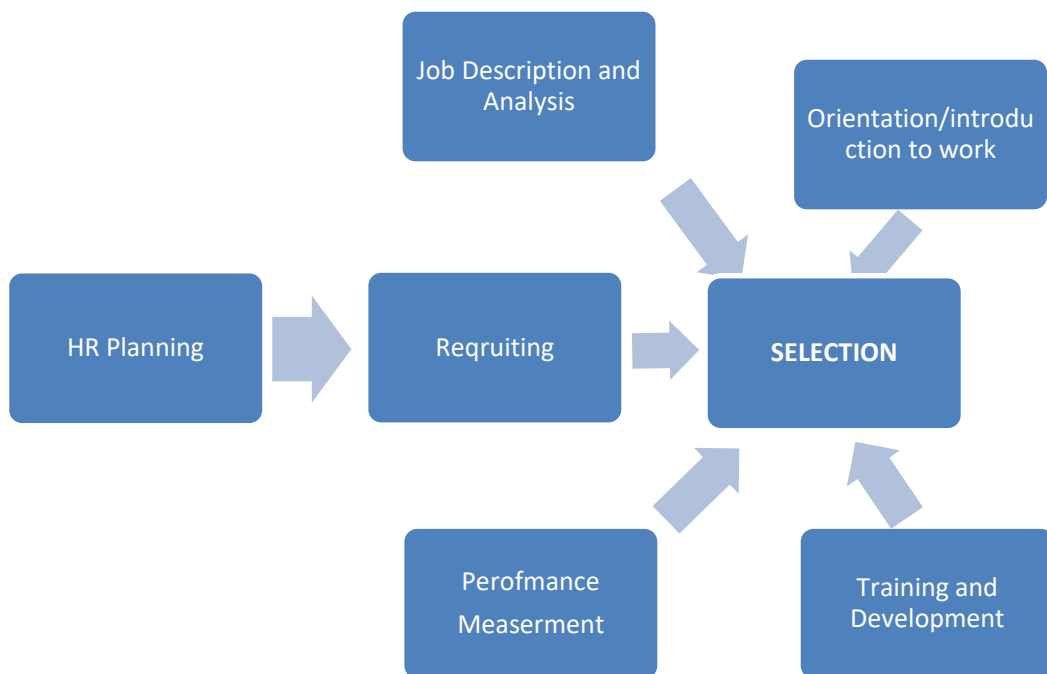 Job Description and
Analysis
Orientation/introdu
ction to work
HR Planning
Reqruiting
SELECTION
Perofmance
Measerment
Training and
Development